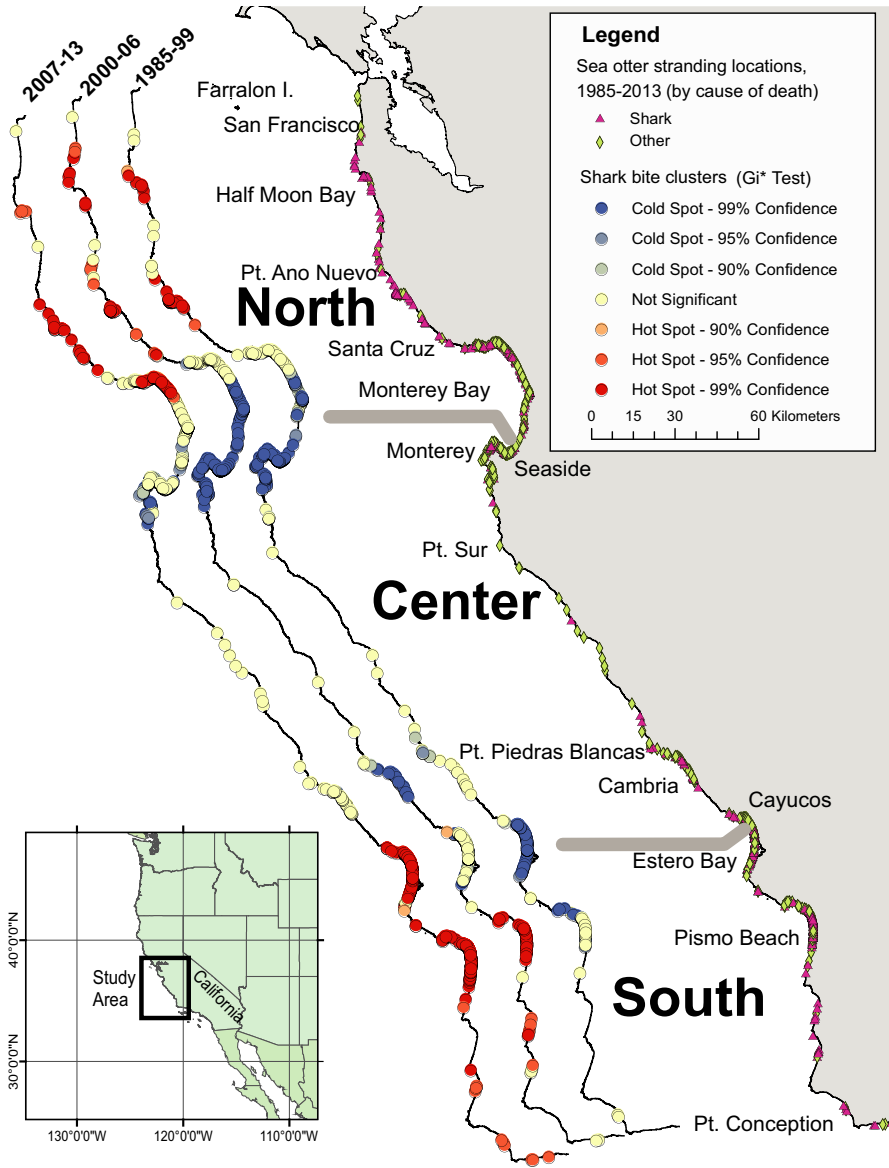 2007-13
2000-06
1985-99
Farralon I.
San Francisco
Half Moon Bay
Pt. Ano Nuevo
North
Santa Cruz
Monterey Bay
Monterey
Seaside
Pt. Sur
Center
Pt. Piedras Blancas
Cambria
Cayucos
Estero Bay
Pismo Beach
South
Pt. Conception
Legend
Sea otter stranding locations,
1985-2013 (by cause of death)
Shark
Other
Shark bite clusters (Gi* Test)
Cold Spot - 99% Confidence
Cold Spot - 95% Confidence
Cold Spot - 90% Confidence
Not Significant
Hot Spot - 90% Confidence
Hot Spot - 95% Confidence
Hot Spot - 99% Confidence
0 15 30 60 Kilometers
40°0'0"N
30°0'0"N
Study
Area
California
130°0'0"W 120°0'0"W 110°0'0"W